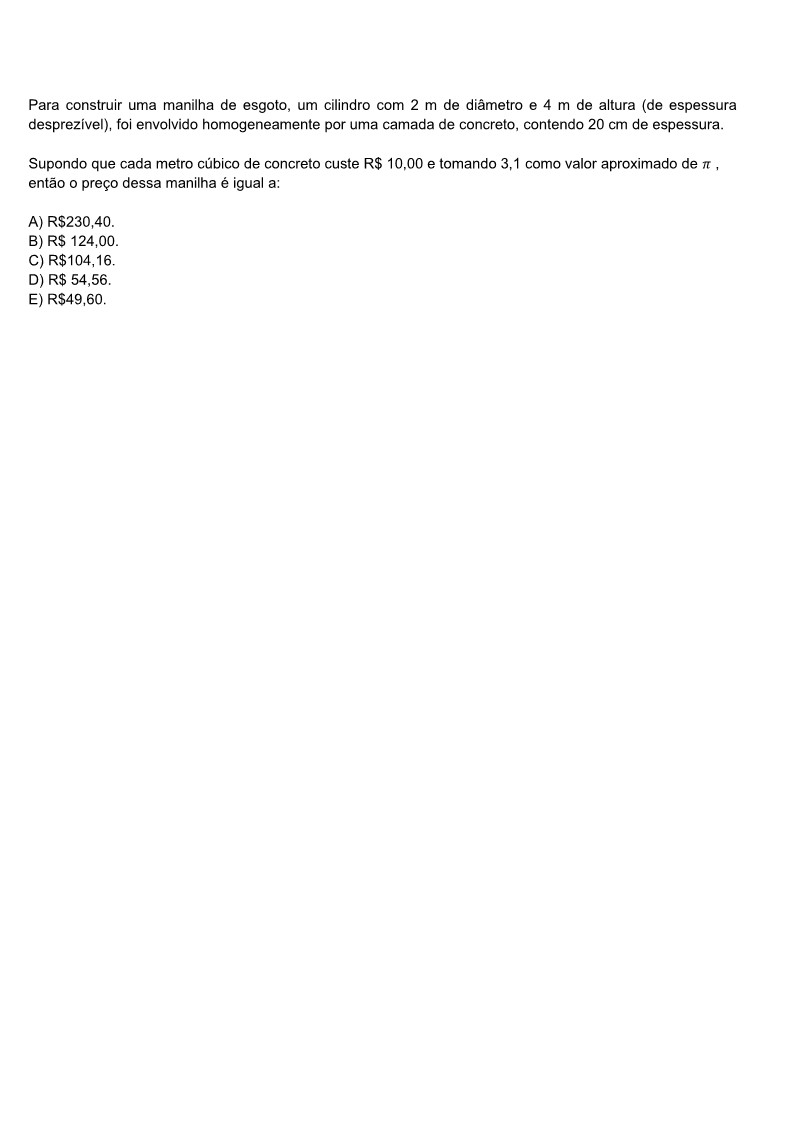 Para construir uma manilha de esgoto, um cilindro com 2 m de diâmetro e 4 m de altura (de espessura
desprezível), foi envolvido homogeneamente por uma camada de concreto, contendo 20 cm de espessura.
Supondo que cada metro cúbico de concreto custe R$ 10,00 e tomando 3,1 como valor aproximado de π ,
então o preço dessa manilha é igual a:
A) R$230,40.
B) R$ 124,00.
C) R$104,16.
D) R$ 54,56.
E) R$49,60.